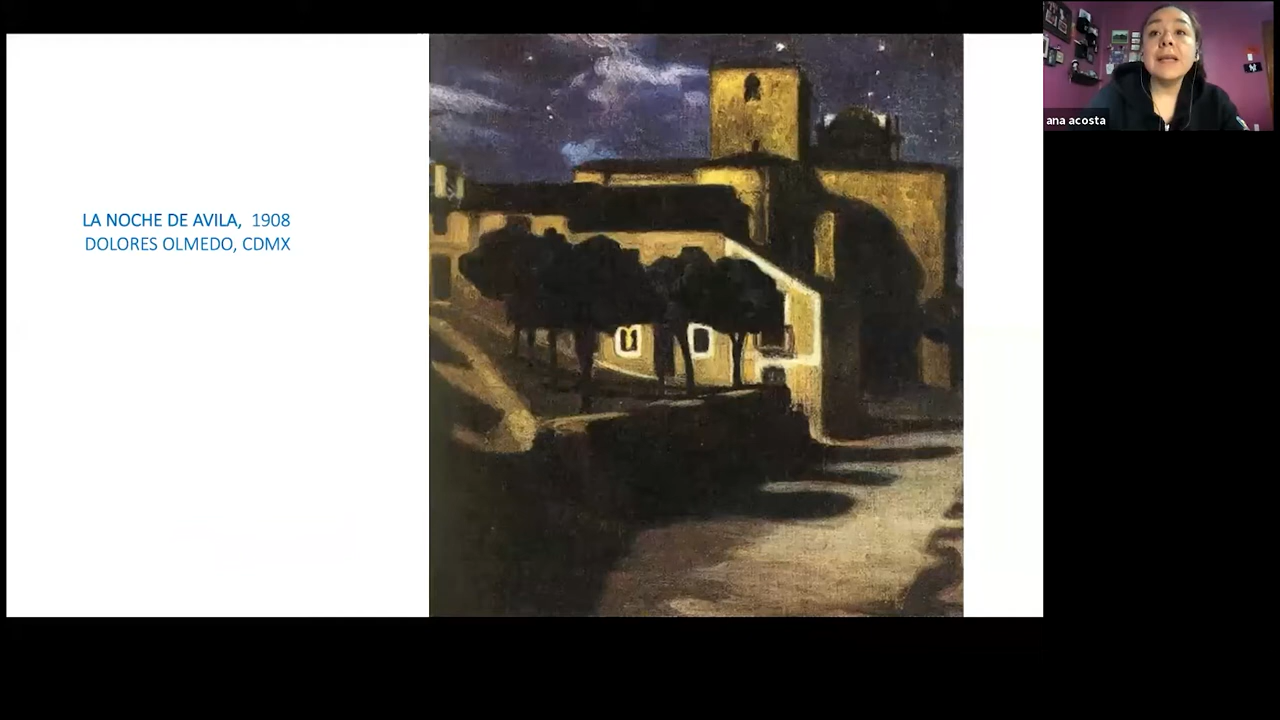 LA NOCHE DE AVILA, 1908
DOLORES OLMEDO, CDMX
ana acosta